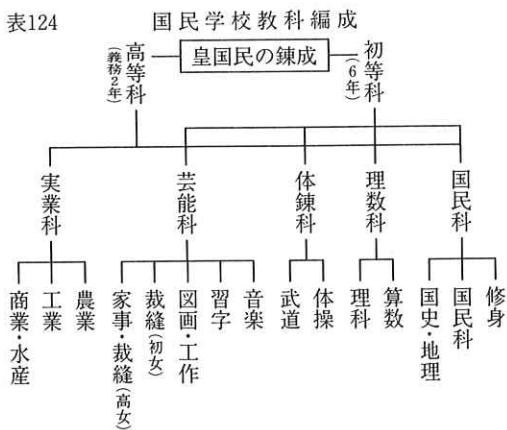 表124
国民学校教科編成
皇国民の錬成
初等科
(6年)
高等科
(義務2年)
国民科
理数科
体錬科
芸能科
実業科
修身
国民科
国史・地理
算数
理科
体操
武道
音楽
習字
図画・工作
裁縫(初女)
家事・裁縫(高女)
農業
工業
商業・水産